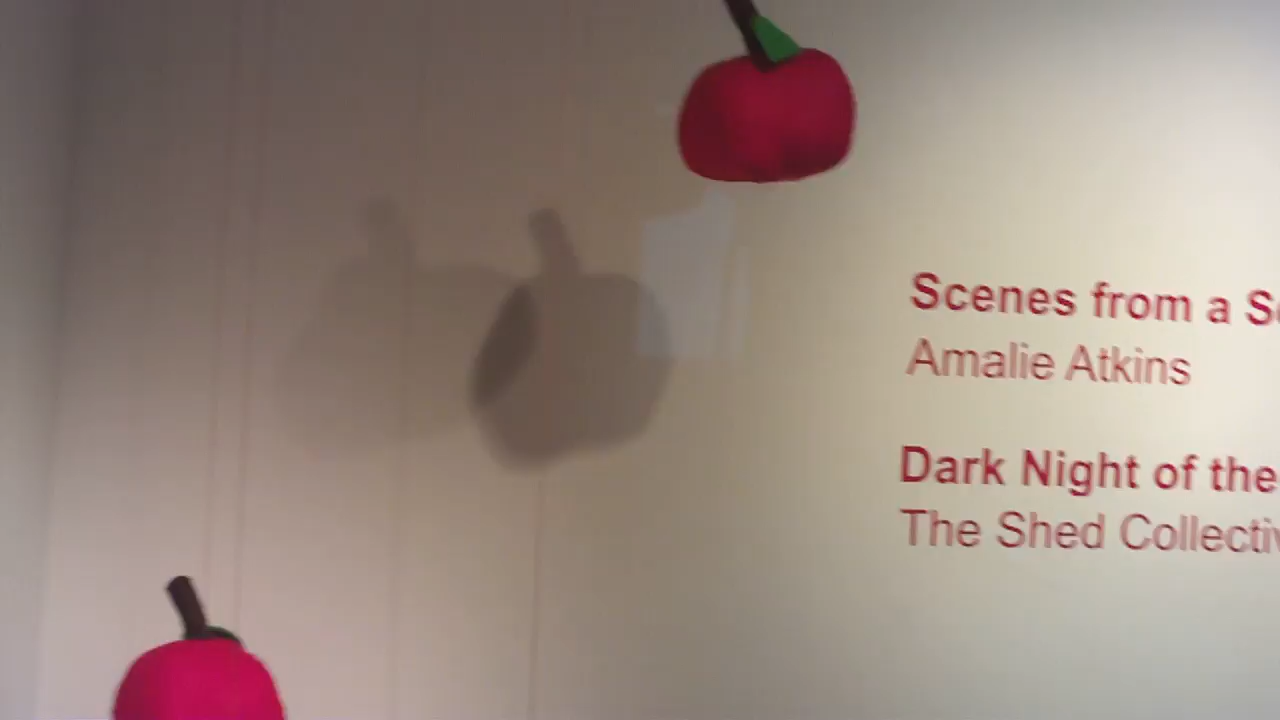 Scenes from a S
Amalie Atkins
Dark Night of the
The Shed Collectiv